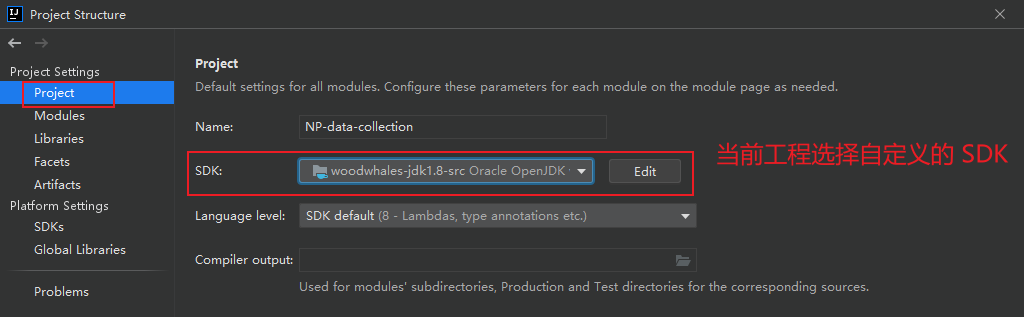 Project Structure
Project Settings
Project
Modules
Libraries
Facets
Artifacts
Platform Settings
SDKs
Global Libraries
Problems
Project
Default settings for all modules. Configure these parameters for each module on the module page as needed.
Name: NP-data-collection
SDK: woodwhales-jdk1.8-src Oracle OpenJDK Edit
当前工程选择自定义的 SDK
Language level: SDK default (8 - Lambdas, type annotations etc.)
Compiler output:
Used for modules' subdirectories, Production and Test directories for the corresponding sources.